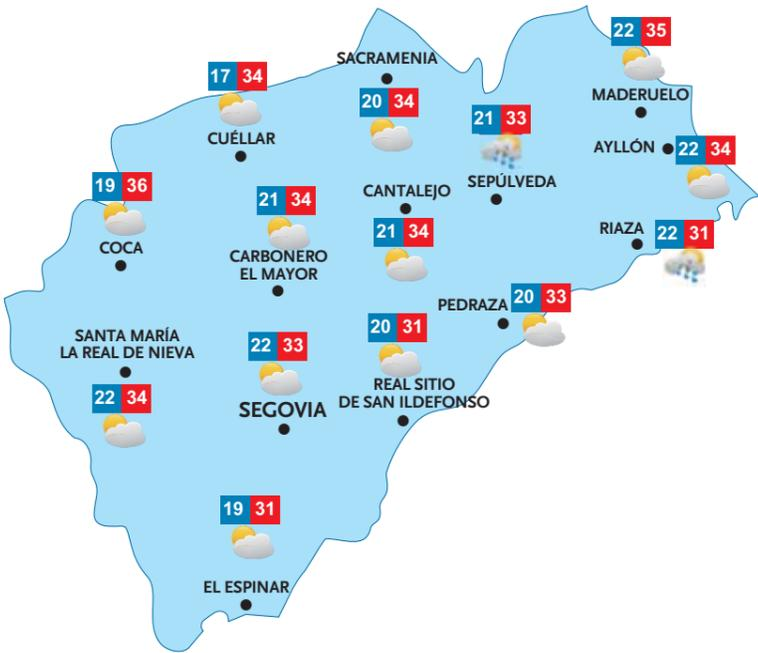 22 35
MADERUELO
SACRAMENIA
20 34
17 34
CUÉLLAR
21 33
SEPÚLVEDA
AYLLÓN
22 34
19 36
COCA
CANTALEJO
21 34
21 34
CARBONERO
EL MAYOR
RIAZA
22 31
PEDRAZA
20 33
SANTA MARÍA
LA REAL DE NIEVA
22 34
22 33
SEGOVIA
20 31
REAL SITIO
DE SAN ILDEFONSO
19 31
EL ESPINAR